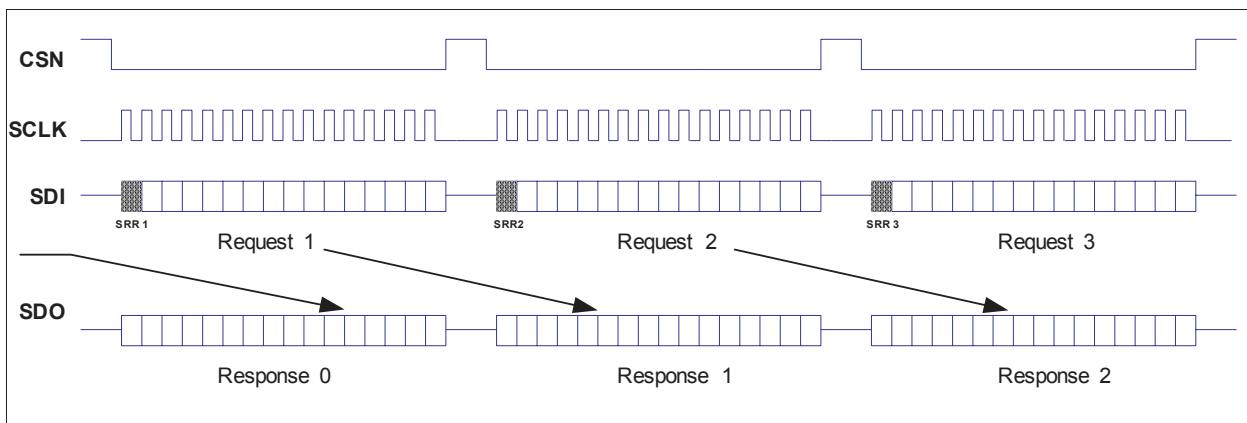 CSN
SCLK
SDI
SRR 1
SRR2
SRR 3
Request 1
Request 2
Request 3
SDO
Response 0
Response 1
Response 2